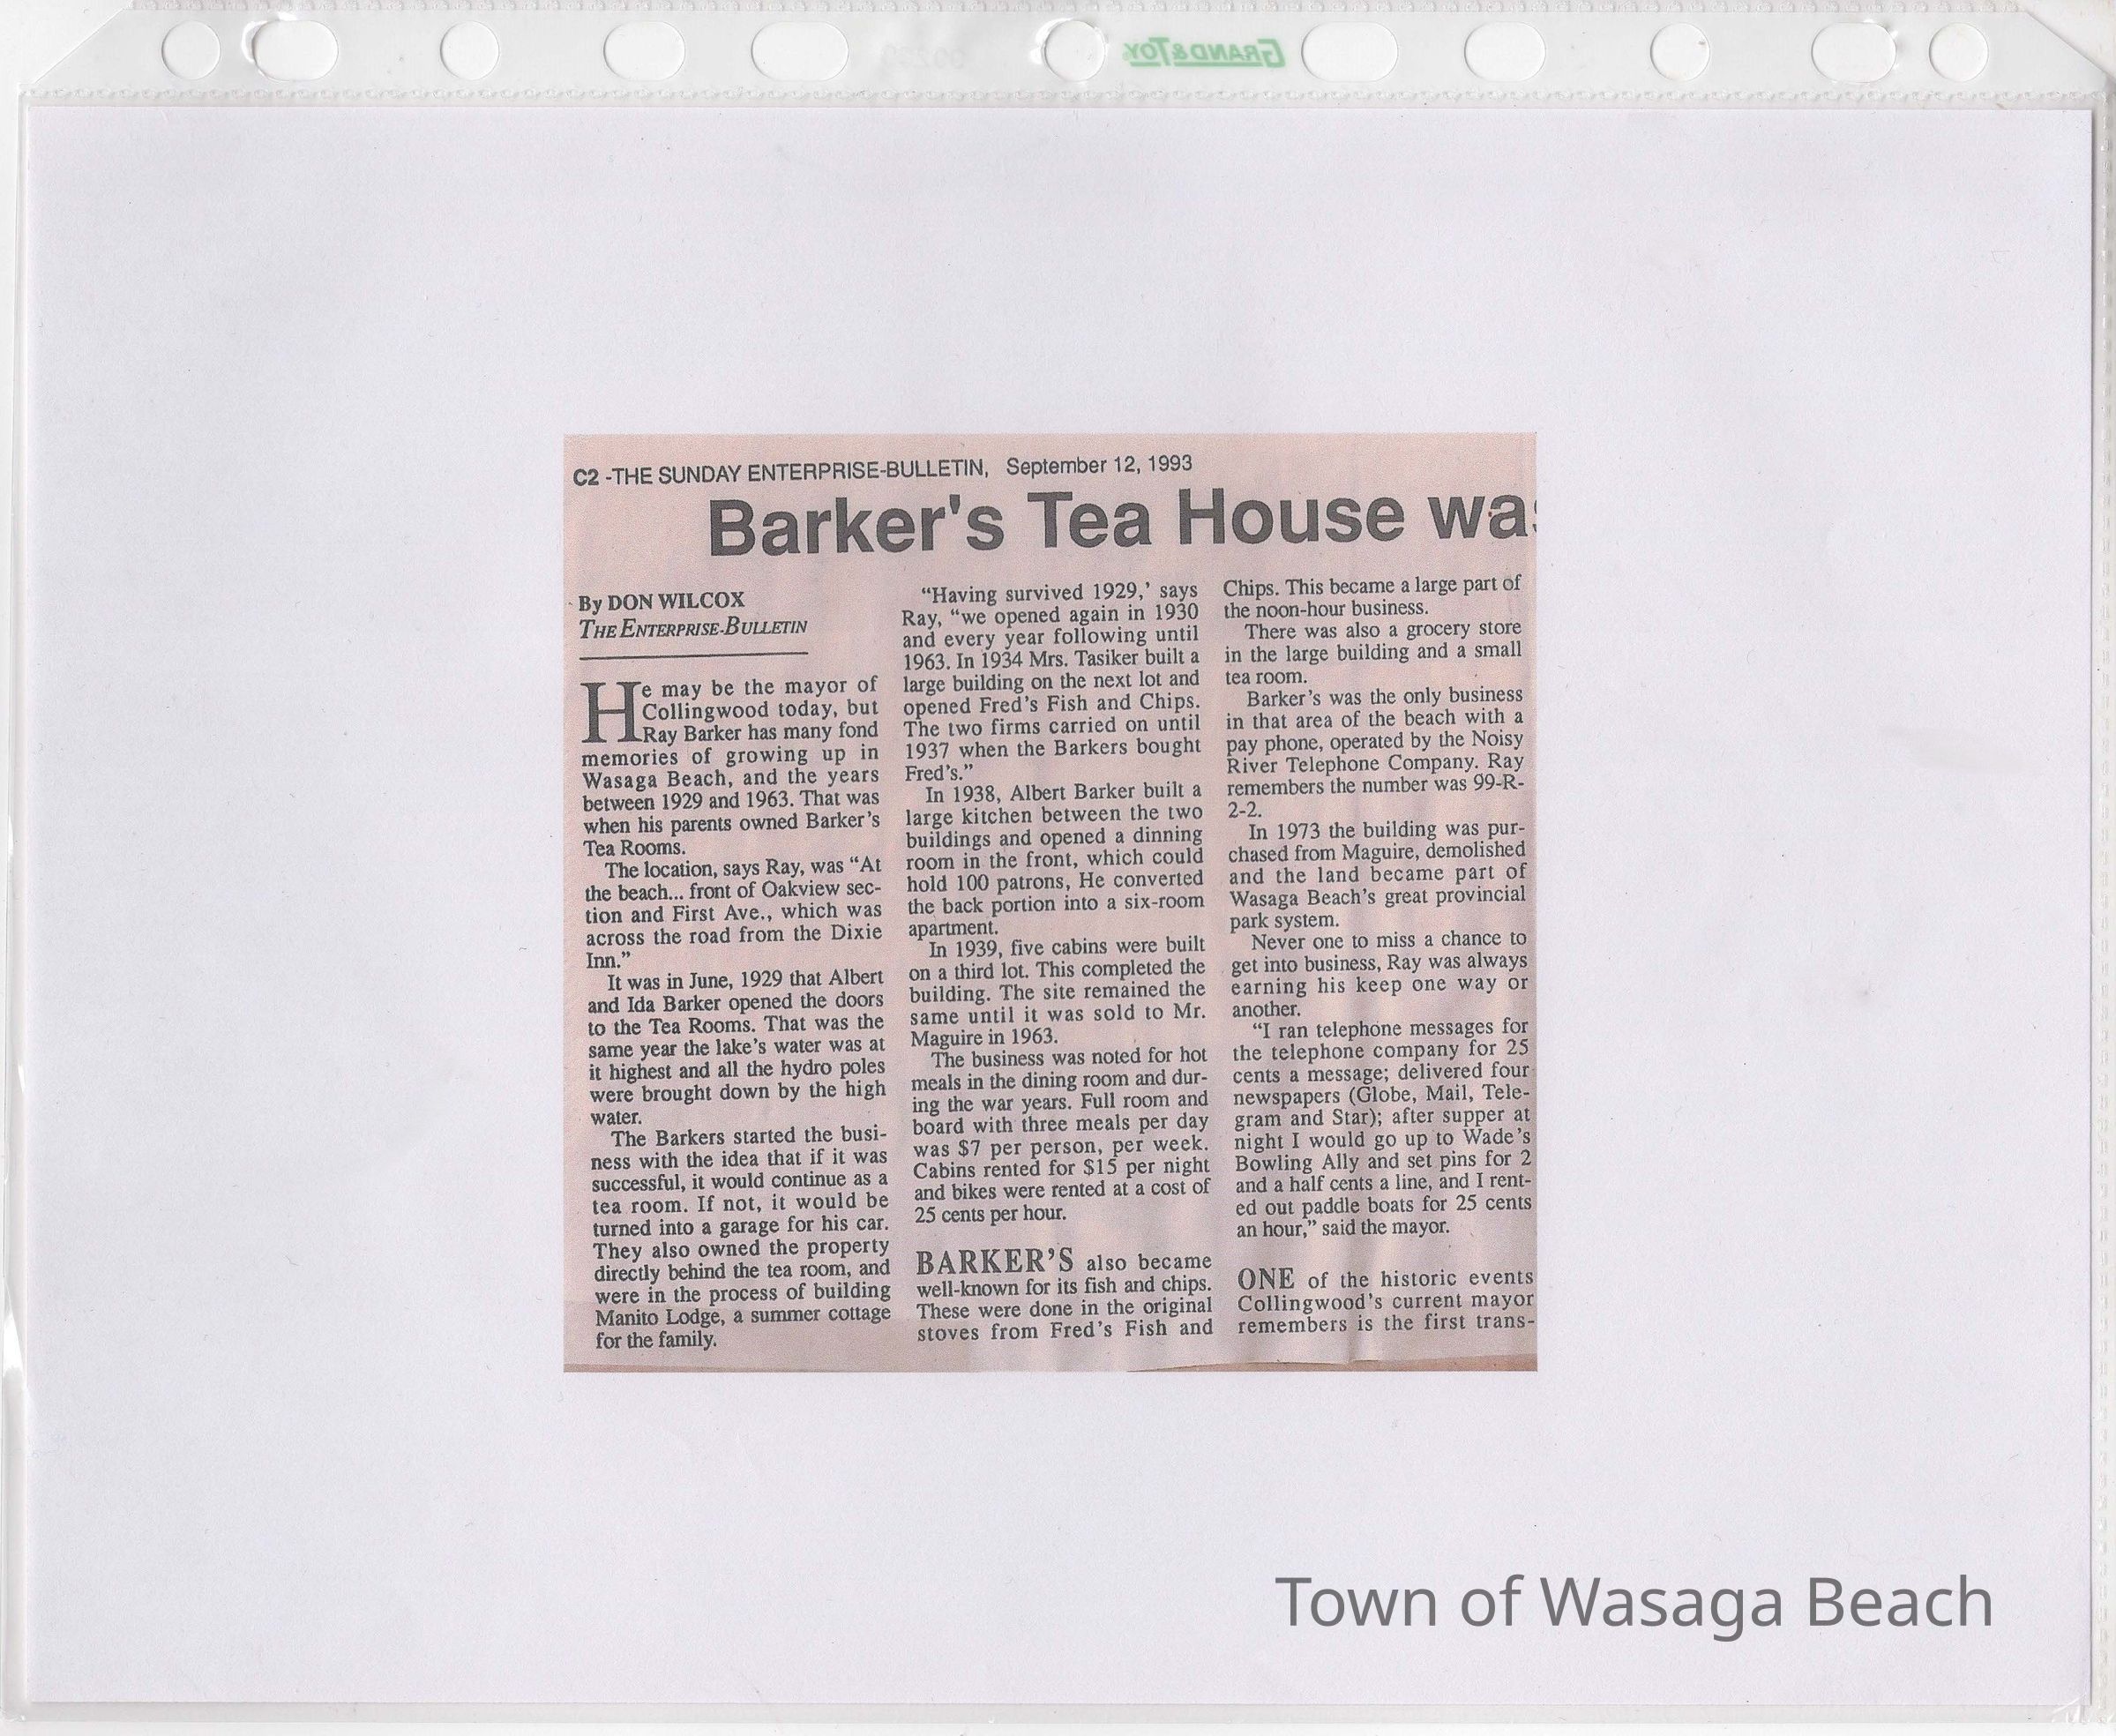 GRAND&TOY
C2 -THE SUNDAY ENTERPRISE-BULLETIN, September 12, 1993
Barker's Tea House was
By DON WILCOX
THE ENTERPRISE-BULLETIN
He may be the mayor of
Collingwood today, but
Ray Barker has many fond
memories of growing up in
Wasaga Beach, and the years
between 1929 and 1963. That was
when his parents owned Barker's
Tea Rooms.
The location, says Ray, was "At
the beach... front of Oakview sec-
tion and First Ave., which was
across the road from the Dixie
Inn."
It was in June, 1929 that Albert
and Ida Barker opened the doors
to the Tea Rooms. That was the
same year the lake's water was at
it highest and all the hydro poles
were brought down by the high
water.
The Barkers started the busi-
ness with the idea that if it was
successful, it would continue as a
tea room. If not, it would be
turned into a garage for his car.
They also owned the property
directly behind the tea room, and
were in the process of building
Manito Lodge, a summer cottage
for the family.
"Having survived 1929,' says
Ray, "we opened again in 1930
and every year following until
1963. In 1934 Mrs. Tasiker built a
large building on the next lot and
opened Fred's Fish and Chips.
The two firms carried on until
1937 when the Barkers bought
Fred's."
In 1938, Albert Barker built a
large kitchen between the two
buildings and opened a dinning
room in the front, which could
hold 100 patrons, He converted
the back portion into a six-room
apartment.
In 1939, five cabins were built
on a third lot. This completed the
building. The site remained the
same until it was sold to Mr.
Maguire in 1963.
The business was noted for hot
meals in the dining room and dur-
ing the war years. Full room and
board with three meals per day
was $7 per person, per week.
Cabins rented for $15 per night
and bikes were rented at a cost of
25 cents per hour.
BARKER'S also became
well-known for its fish and chips.
These were done in the original
stoves from Fred's Fish and
Chips. This became a large part of
the noon-hour business.
There was also a grocery store
in the large building and a small
tea room.
Barker's was the only business
in that area of the beach with a
pay phone, operated by the Noisy
River Telephone Company. Ray
remembers the number was 99-R-
2-2.
In 1973 the building was pur-
chased from Maguire, demolished
and the land became part of
Wasaga Beach's great provincial
park system.
Never one to miss a chance to
get into business, Ray was always
earning his keep one way or
another.
"I ran telephone messages for
the telephone company for 25
cents a message; delivered four
newspapers (Globe, Mail, Tele-
gram and Star); after supper at
night I would go up to Wade's
Bowling Ally and set pins for 2
and a half cents a line, and I rent-
ed out paddle boats for 25 cents
an hour," said the mayor.
ONE of the historic events
Collingwood's current mayor
remembers is the first trans-
Town of Wasaga Beach